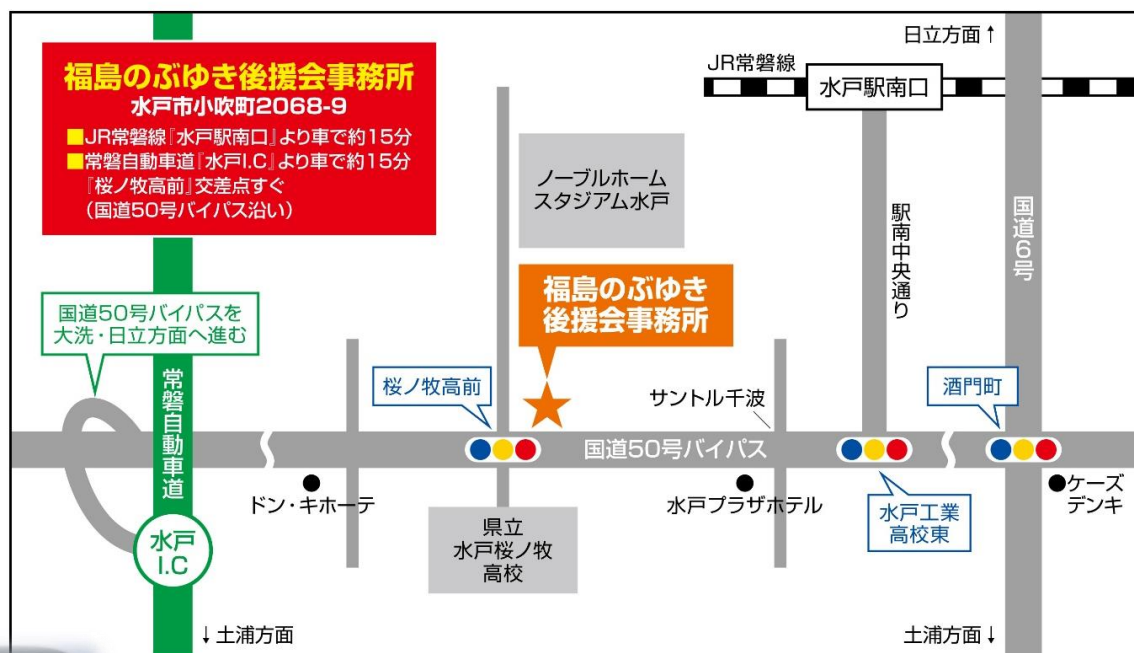 福島のぶゆき後援会事務所
水戸市小吹町2068-9
■JR常磐線『水戸駅南口』より車で約15分
■常磐自動車道『水戸I.C』より車で約15分
『桜ノ牧高前』交差点すぐ
(国道50号バイパス沿い)
日立方面↑
JR常磐線
水戸駅南口
ノーブルホーム
スタジアム水戸
駅南中央通り
国道6号
福島のぶゆき
後援会事務所
国道50号バイパスを
大洗・日立方面へ進む
常磐自動車道
桜ノ牧高前
サントル千波
酒門町
国道50号バイパス
ドン・キホーテ
水戸プラザホテル
ケーズ
デンキ
県立
水戸桜ノ牧
高校
水戸工業
高校東
水戸
I.C
↓土浦方面
土浦方面↓